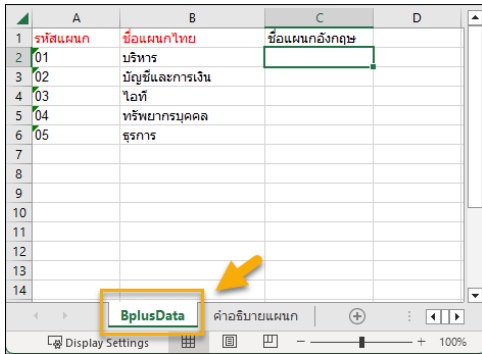 A B C D
1 รหัสแผนก ชื่อแผนกไทย ชื่อแผนกอังกฤษ
2 01 บริหาร
3 02 บัญชีและการเงิน
4 03 ไอที
5 04 ทรัพยากรบุคคล
6 05 ธุรการ
7
8
9
10
11
12
13
14
BplusData คำอธิบายแผนก
Display Settings 100%